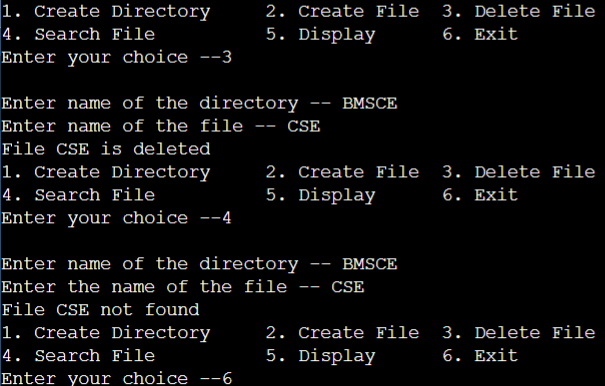 1. Create Directory 2. Create File 3. Delete File
4. Search File 5. Display 6. Exit
Enter your choice --3
Enter name of the directory -- BMSCE
Enter name of the file -- CSE
File CSE is deleted
1. Create Directory 2. Create File 3. Delete File
4. Search File 5. Display 6. Exit
Enter your choice --4
Enter name of the directory -- BMSCE
Enter the name of the file -- CSE
File CSE not found
1. Create Directory 2. Create File 3. Delete File
4. Search File 5. Display 6. Exit
Enter your choice --6